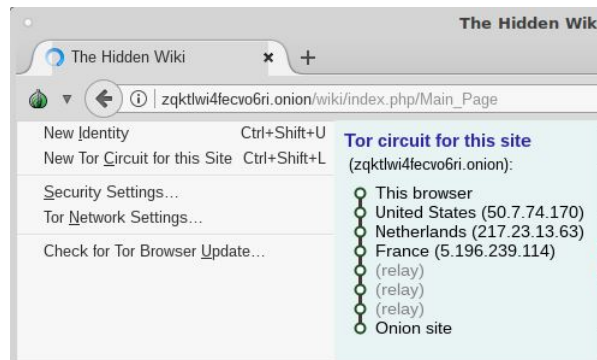 The Hidden Wik
The Hidden Wiki
zqktlwi4fecvo6ri.onion/wiki/index.php/Main_Page
New Identity Ctrl+Shift+U
New Tor Circuit for this Site Ctrl+Shift+L
Security Settings...
Tor Network Settings...
Check for Tor Browser Update...
Tor circuit for this site
(zqktlwi4fecvo6ri.onion):
This browser
United States (50.7.74.170)
Netherlands (217.23.13.63)
France (5.196.239.114)
(relay)
(relay)
(relay)
Onion site